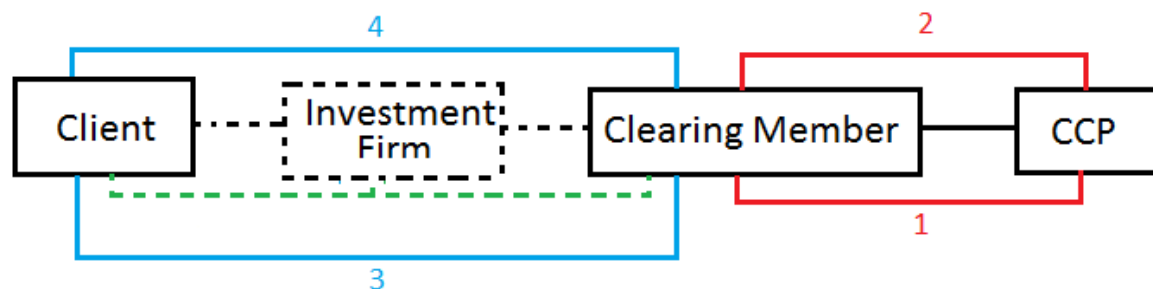 4
2
Client
Investment
Firm
Clearing Member
CCP
1
3